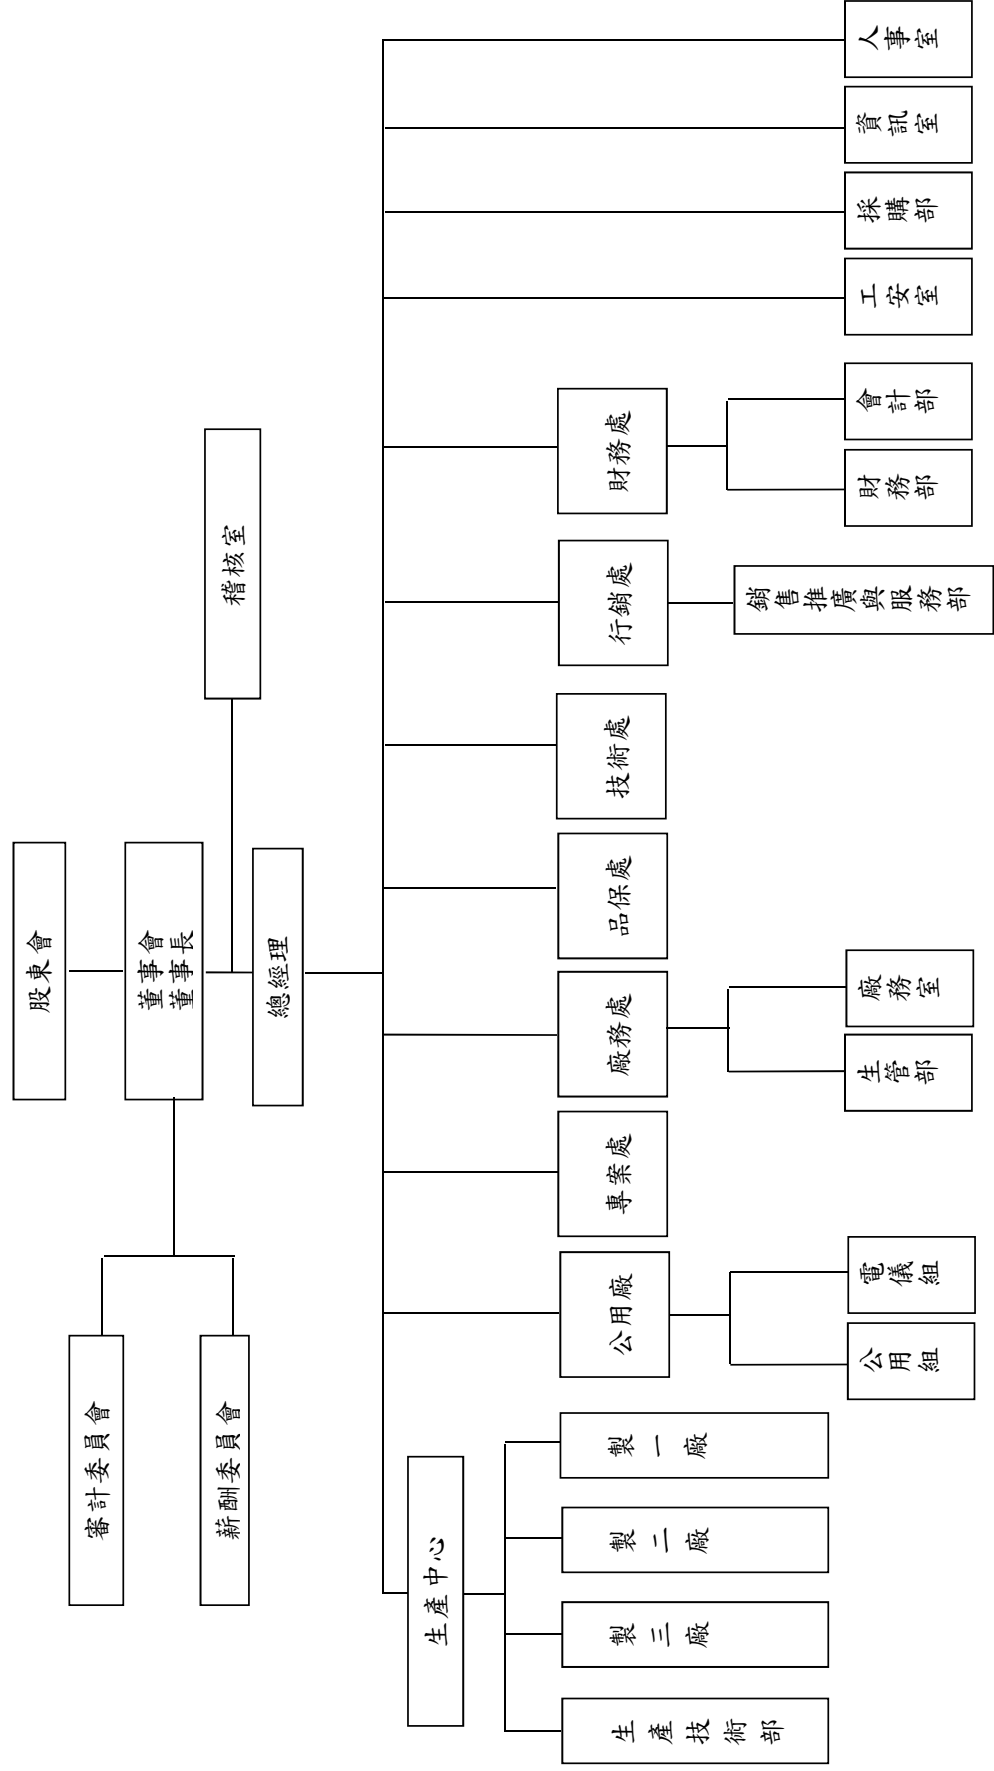 股東會
董事會
董事長
審計委員會
薪酬委員會
稽核室
總經理
生產中心
生產技術部
製三廠
製二廠
製一廠
公用廠
公用組
電儀組
專案處
廠務處
生管部
廠務室
品保處
技術處
行銷處
銷售推廣與服務部
財務處
財務部
會計部
工安室
採購部
資訊室
人事室